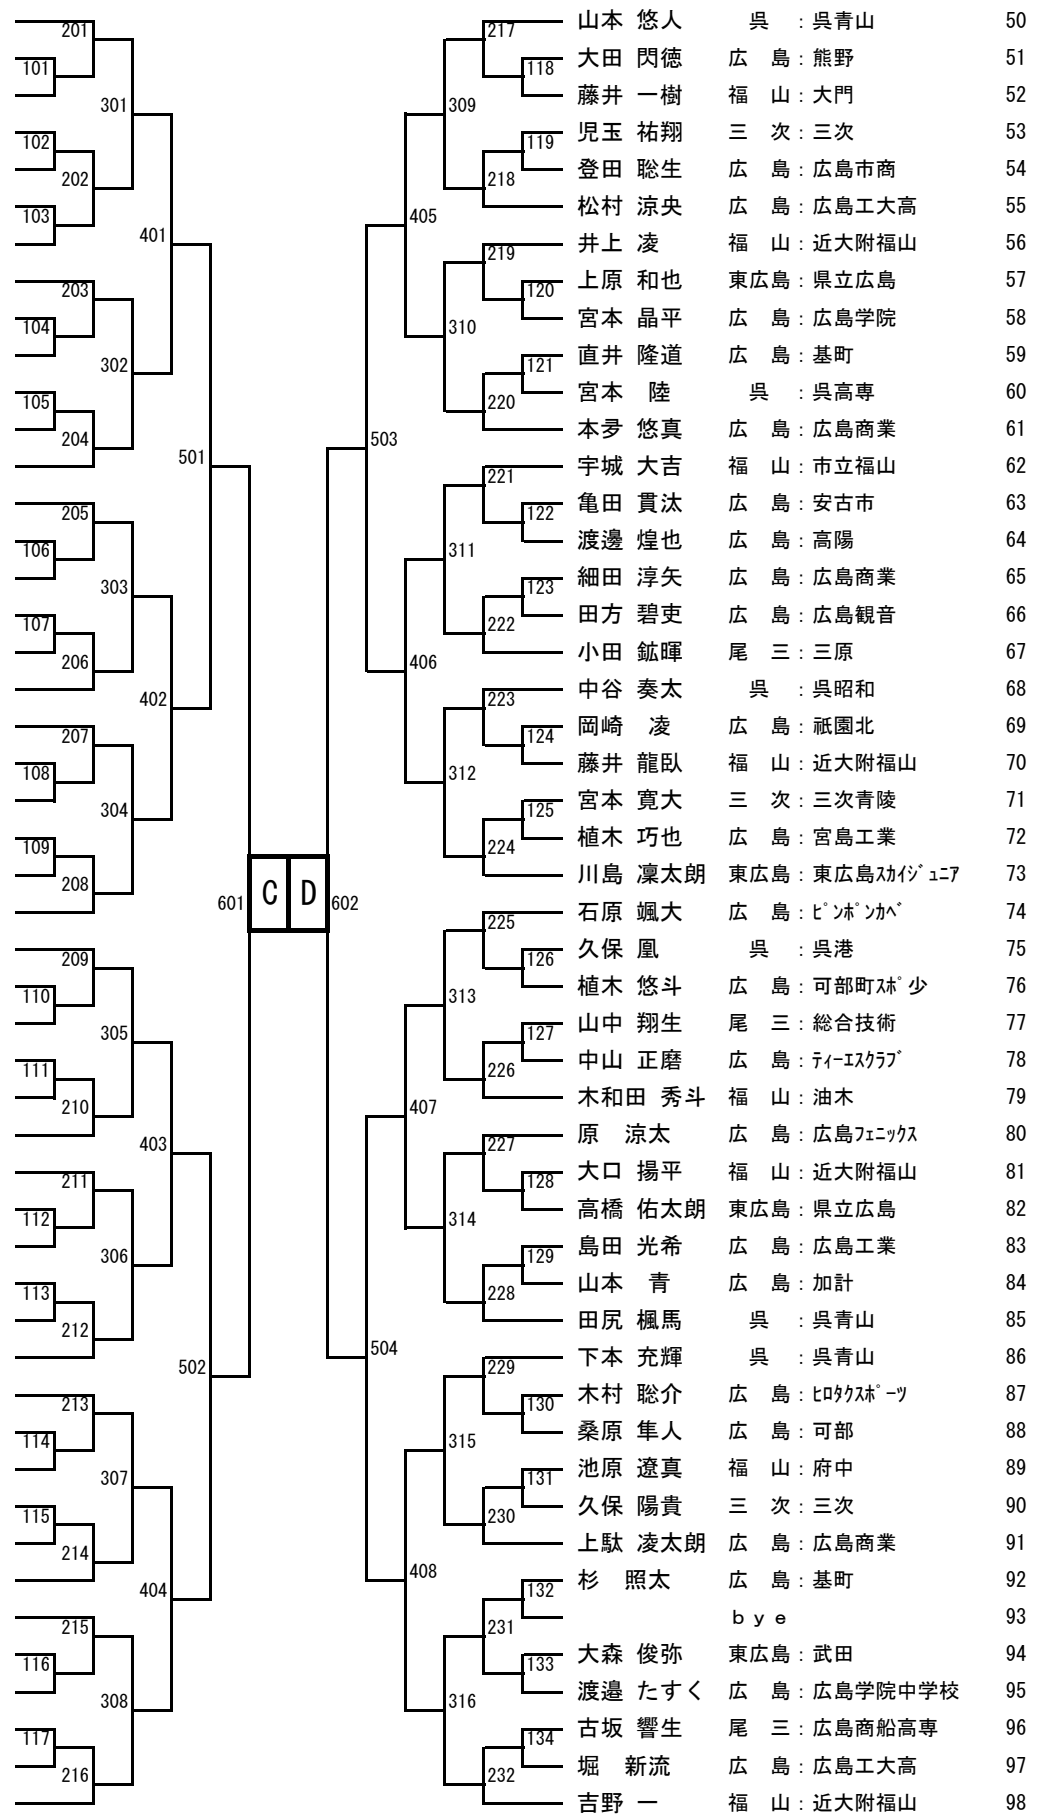 201
217
山本 悠人 呉 : 呉青山 50
101
118
大田 閃徳 広 島 : 熊野 51
301
309
藤井 一樹 福 山 : 大門 52
102
119
児玉 祐翔 三 次 : 三次 53
202
218
登田 聡生 広 島 : 広島市商 54
103
405
松村 涼央 広 島 : 広島工大高 55
401
219
井上 凌 福 山 : 近大附福山 56
203
120
上原 和也 東広島 : 県立広島 57
104
310
宮本 晶平 広 島 : 広島学院 58
302
121
直井 隆道 広 島 : 基町 59
105
220
宮本 陸 呉 : 呉高専 60
204
503
本夛 悠真 広 島 : 広島商業 61
501
221
宇城 大吉 福 山 : 市立福山 62
205
122
亀田 貫汰 広 島 : 安古市 63
106
311
渡邊 煌也 広 島 : 高陽 64
303
123
細田 淳矢 広 島 : 広島商業 65
107
222
田方 碧吏 広 島 : 広島観音 66
206
406
小田 鉱暉 尾 三 : 三原 67
402
223
中谷 奏太 呉 : 呉昭和 68
207
124
岡崎 凌 広 島 : 祇園北 69
108
312
藤井 龍臥 福 山 : 近大附福山 70
304
125
宮本 寛大 三 次 : 三次青陵 71
109
224
植木 巧也 広 島 : 宮島工業 72
208
川島 凜太朗 東広島 : 東広島ｽｶｲｼﾞｭﾆｱ 73
601 C D 602
225
石原 颯大 広 島 : ﾋﾟﾝﾎﾟﾝｶﾍﾞ 74
209
126
久保 凰 呉 : 呉港 75
110
313
植木 悠斗 広 島 : 可部町ｽﾎﾟ少 76
305
127
山中 翔生 尾 三 : 総合技術 77
111
226
中山 正磨 広 島 : ﾃｨｰｴｽｸﾗﾌﾞ 78
210
407
木和田 秀斗 福 山 : 油木 79
403
227
原 涼太 広 島 : 広島ﾌｪﾆｯｸｽ 80
211
128
大口 揚平 福 山 : 近大附福山 81
112
314
高橋 佑太朗 東広島 : 県立広島 82
306
129
島田 光希 広 島 : 広島工業 83
113
228
山本 青 広 島 : 加計 84
212
504
田尻 楓馬 呉 : 呉青山 85
502
229
下本 充輝 呉 : 呉青山 86
213
130
木村 聡介 広 島 : ﾋﾛﾀｸｽﾎﾟｰﾂ 87
114
315
桑原 隼人 広 島 : 可部 88
307
131
池原 遼真 福 山 : 府中 89
115
230
久保 陽貴 三 次 : 三次 90
214
408
上駄 凌太朗 広 島 : 広島商業 91
404
132
杉 照太 広 島 : 基町 92
215
231
ｂｙｅ 93
116
133
大森 俊弥 東広島 : 武田 94
308
316
渡邉 たすく 広 島 : 広島学院中学校 95
117
134
古坂 響生 尾 三 : 広島商船高専 96
216
232
堀 新流 広 島 : 広島工大高 97
吉野 一 福 山 : 近大附福山 98